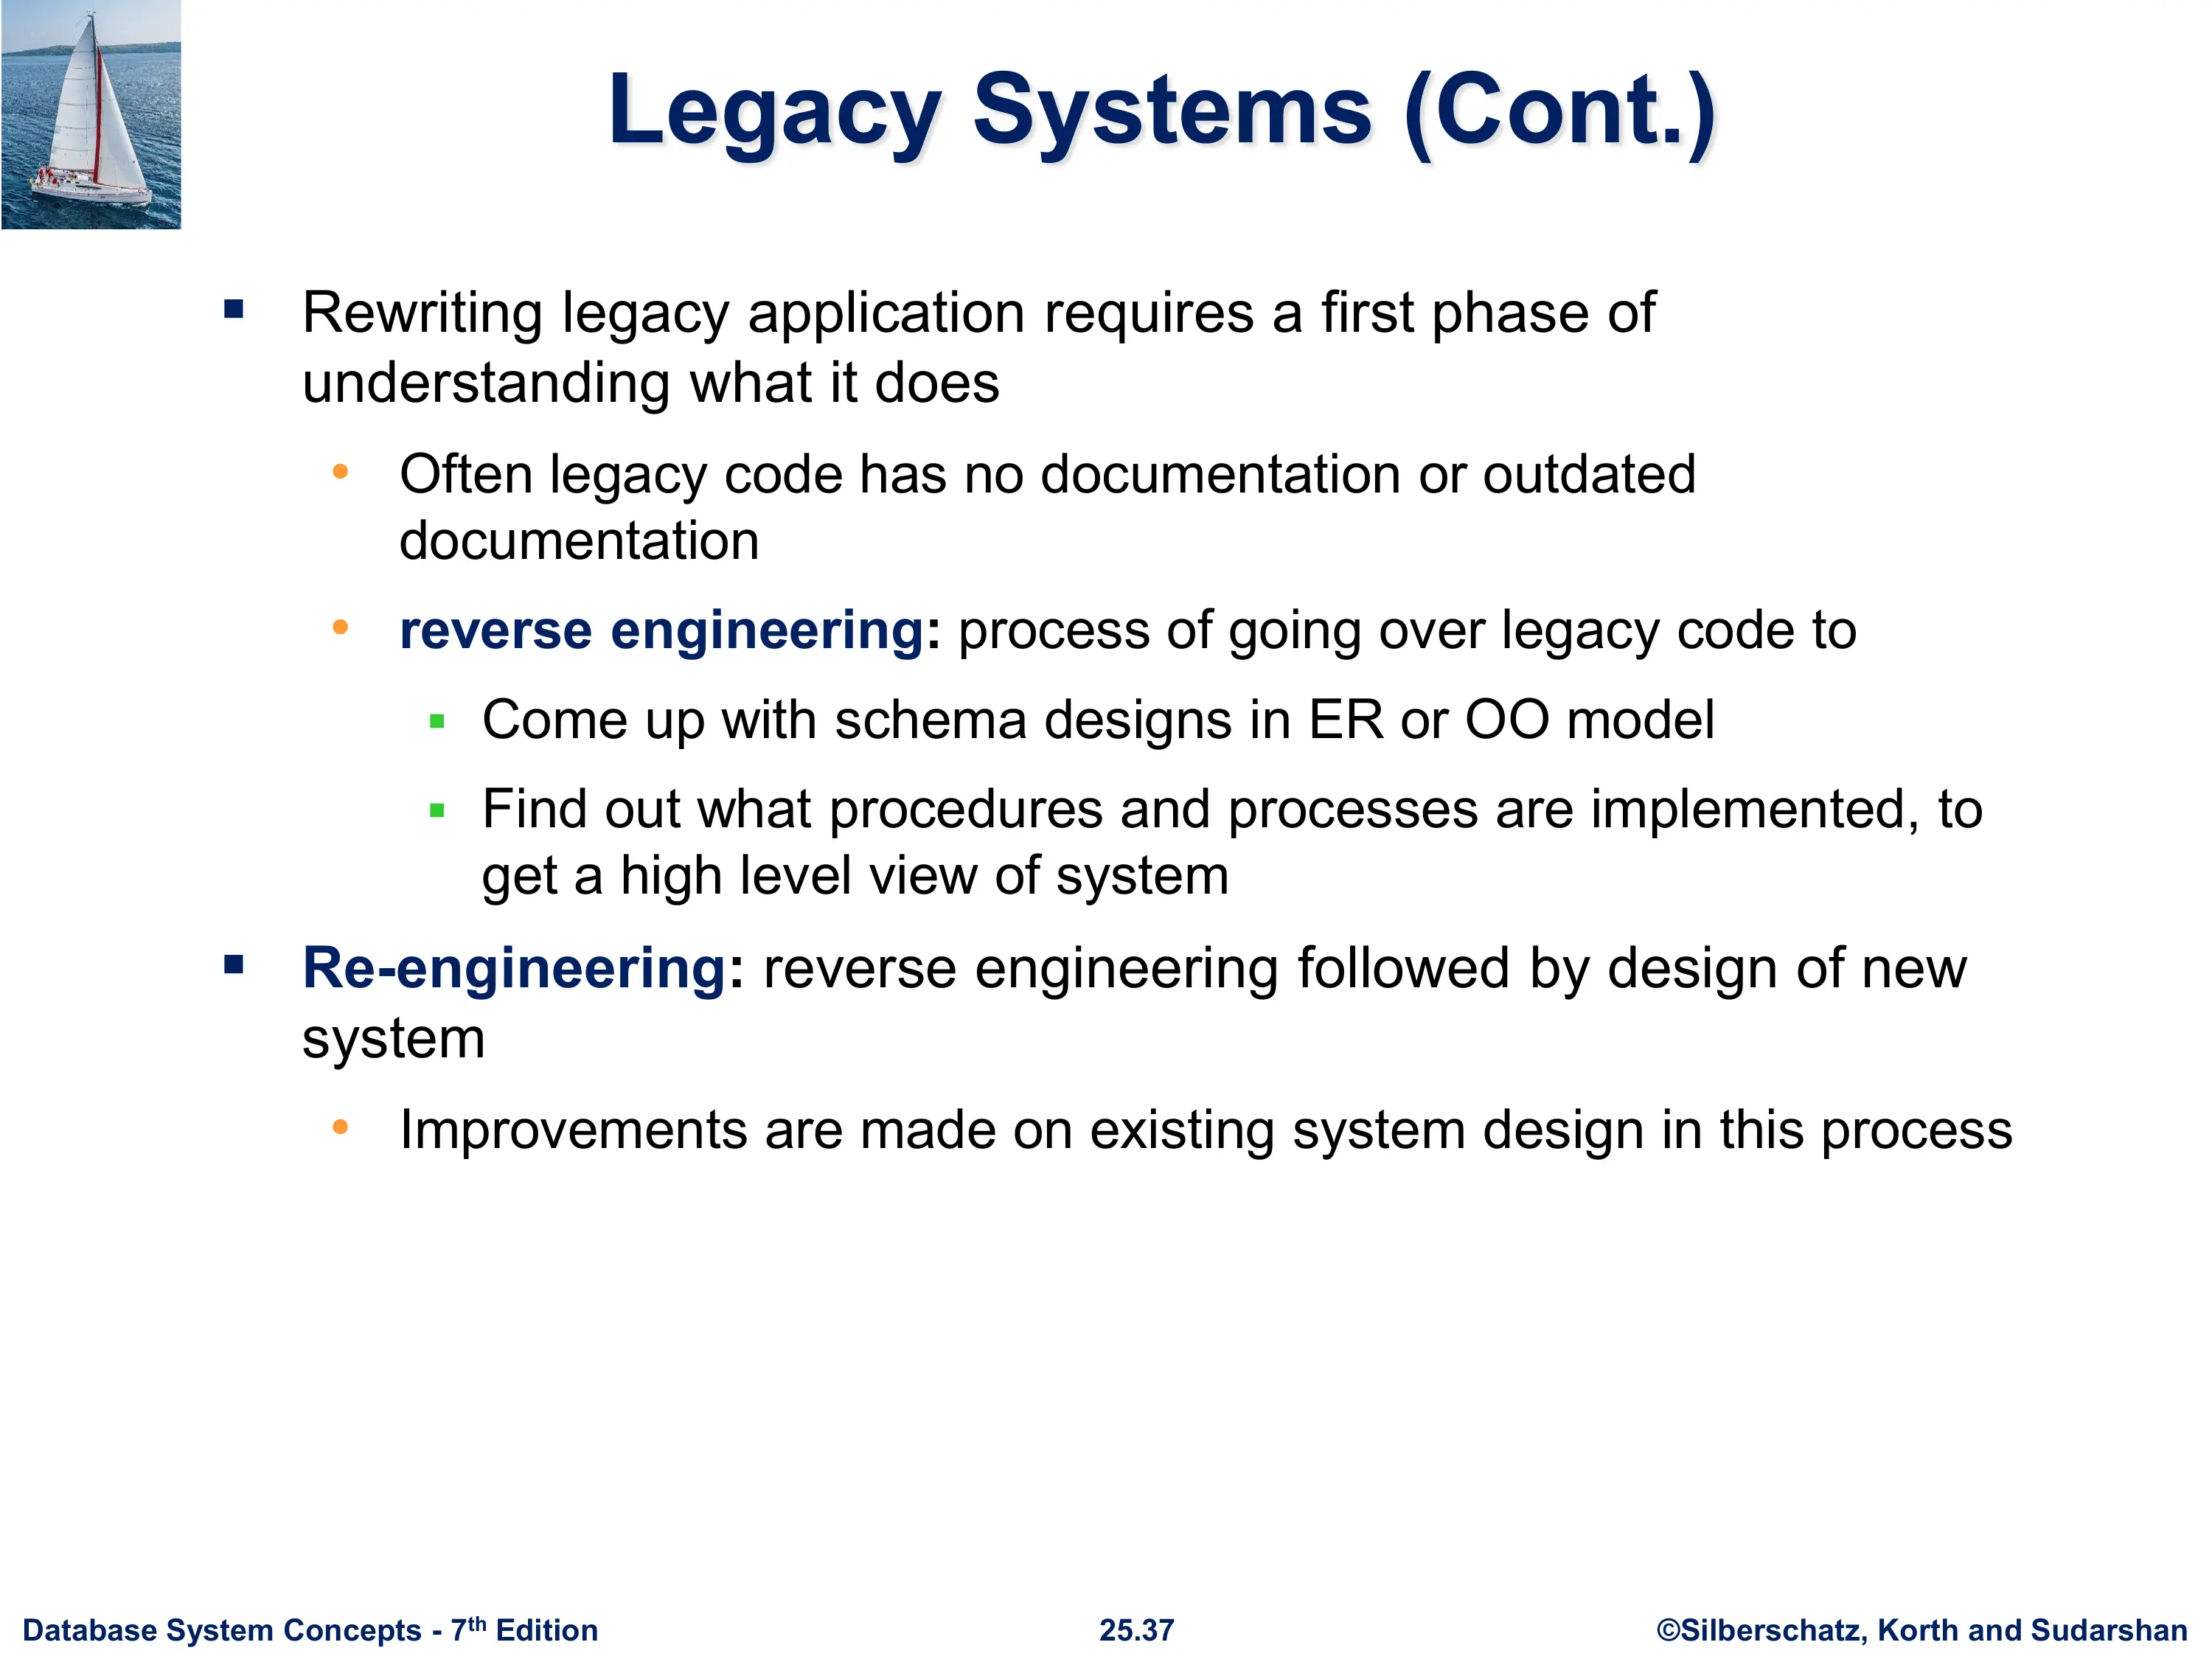 Legacy Systems (Cont.)
▪ Rewriting legacy application requires a first phase of
understanding what it does
• Often legacy code has no documentation or outdated
documentation
• reverse engineering: process of going over legacy code to
▪ Come up with schema designs in ER or OO model
▪ Find out what procedures and processes are implemented, to
get a high level view of system
▪ Re-engineering: reverse engineering followed by design of new
system
• Improvements are made on existing system design in this process
Database System Concepts - 7th Edition 25.37 ©Silberschatz, Korth and Sudarshan